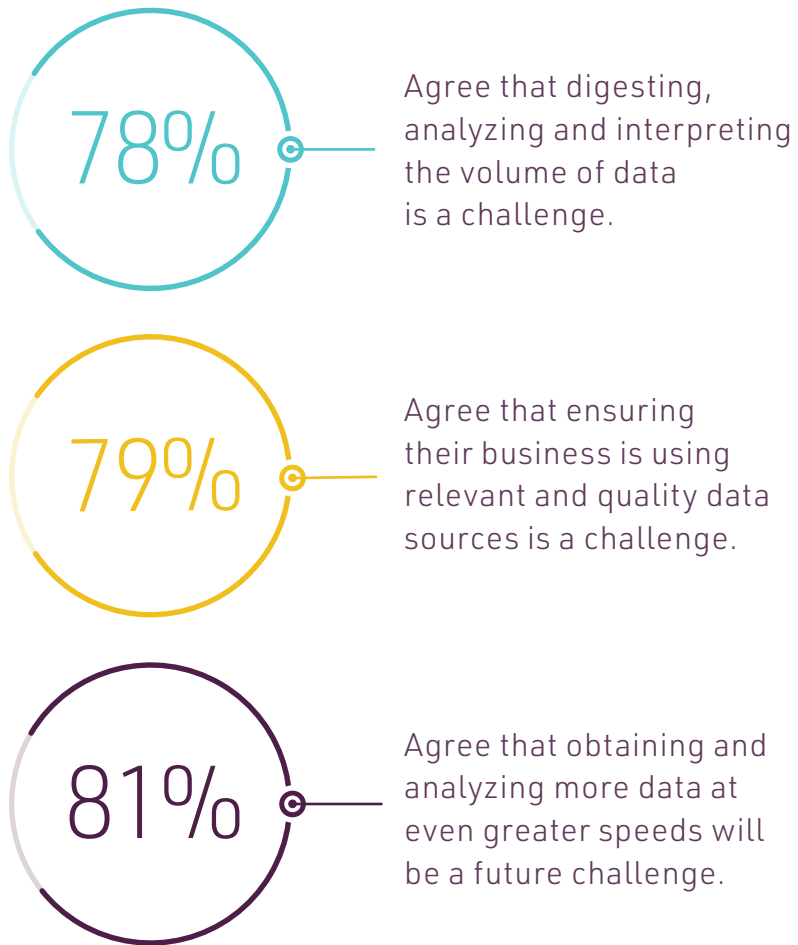 78%
Agree that digesting,
analyzing and interpreting
the volume of data
is a challenge.
79%
Agree that ensuring
their business is using
relevant and quality data
sources is a challenge.
81%
Agree that obtaining and
analyzing more data at
even greater speeds will
be a future challenge.